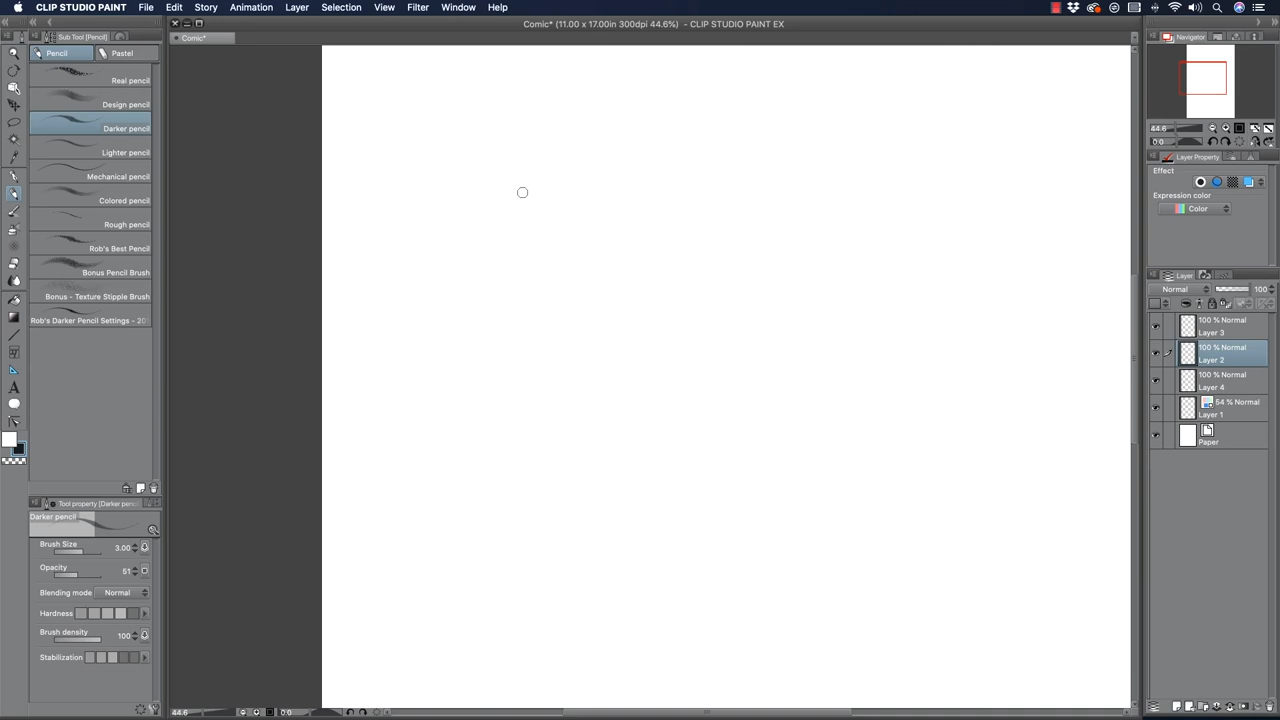 CLIP STUDIO PAINT File Edit Story Animation Layer Selection View Filter Window Help
Comic* (11.00 x 17.00in 300dpi 44.6%) - CLIP STUDIO PAINT EX
Sub Tool [Pencil]
Comic*
Navigator
Pencil Pastel
Real pencil
Design pencil
Darker pencil
Lighter pencil
Mechanical pencil
Colored pencil
Rough pencil
Rob's Best Pencil
Bonus Pencil Brush
Bonus - Texture Stipple Brush
Rob's Darker Pencil Settings - 20
Tool property [Darker penc
Darker pencil
Brush Size 3.00
Opacity 51
Blending mode Normal
Hardness
Brush density 100
Stabilization
44.6 0.0
44.6
0.0
Layer Property
Effect
Expression color
Color
Layer
Normal 100
100 % Normal
Layer 3
100 % Normal
Layer 2
100 % Normal
Layer 4
54 % Normal
Layer 1
Paper